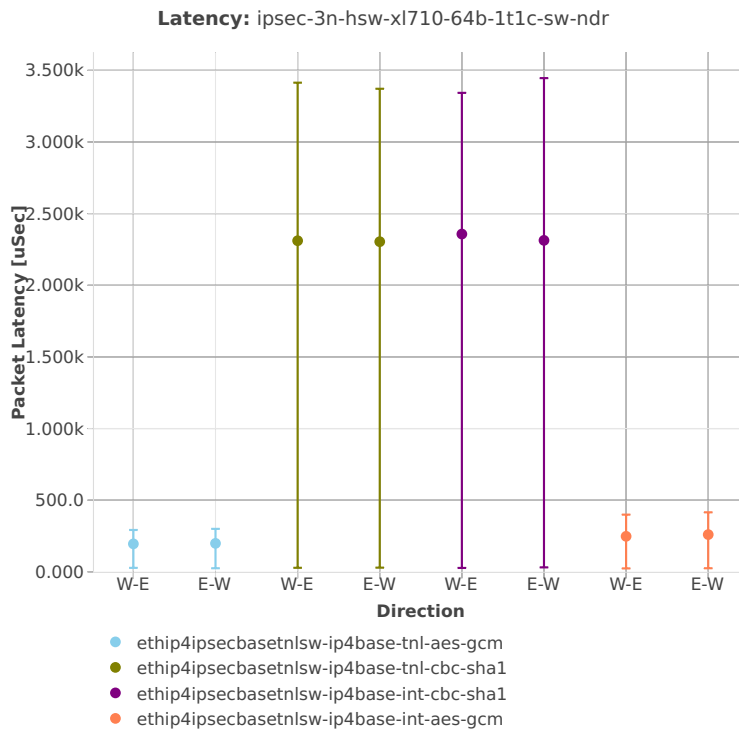 Latency: ipsec-3n-hsw-xl710-64b-1t1c-sw-ndr
Packet Latency [uSec]
3.500k
3.000k
2.500k
2.000k
1.500k
1.000k
500.0
0.000
W-E E-W W-E E-W W-E E-W W-E E-W
Direction
ethip4ipsecbasetnlsw-ip4base-tnl-aes-gcm
ethip4ipsecbasetnlsw-ip4base-tnl-cbc-sha1
ethip4ipsecbasetnlsw-ip4base-int-cbc-sha1
ethip4ipsecbasetnlsw-ip4base-int-aes-gcm